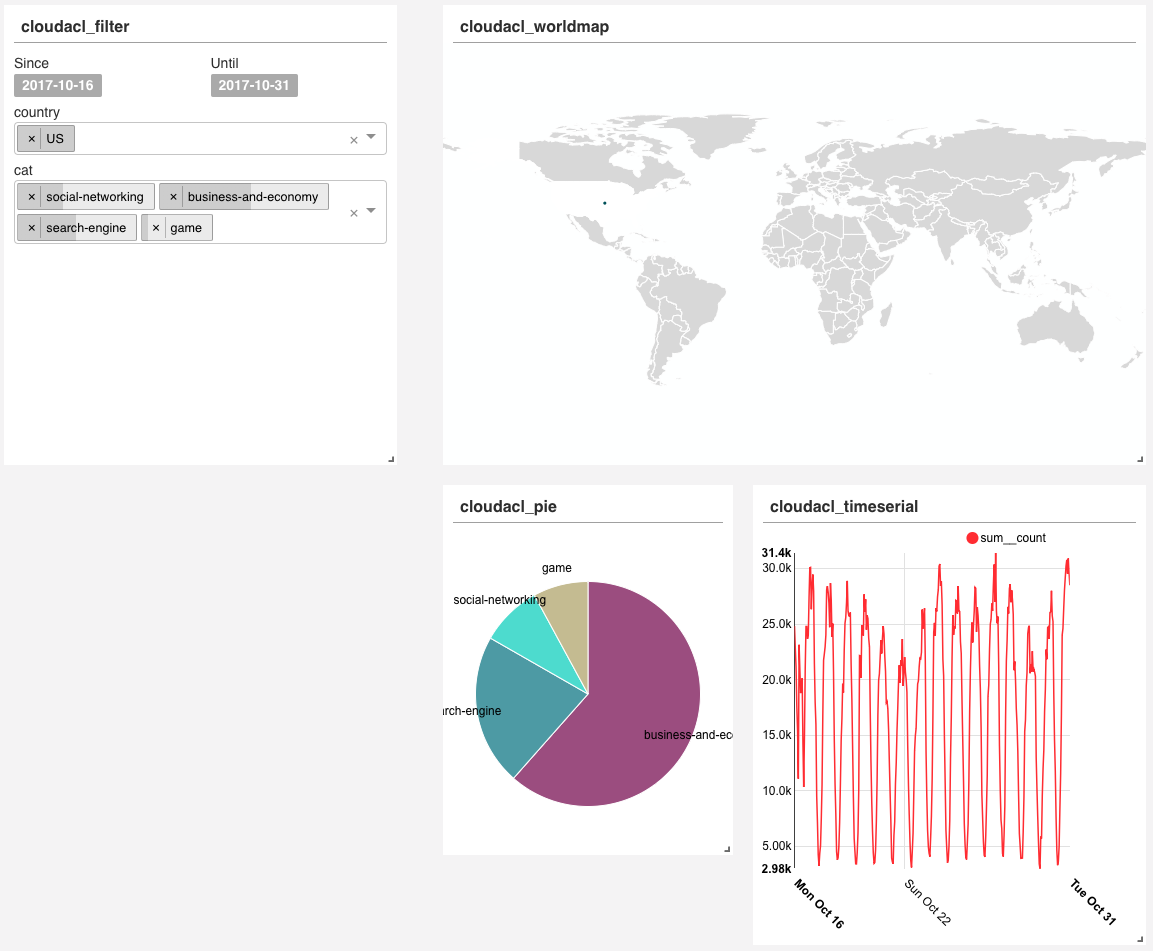 cloudacl_filter
Since
Until
2017-10-16
2017-10-31
country
× US
×
cat
× social-networking
× business-and-economy
× search-engine
× game
×
cloudacl_worldmap
cloudacl_pie
game
social-networking
rch-engine
business-and-ec
cloudacl_timeserial
sum__count
31.4k
30.0k
25.0k
20.0k
15.0k
10.0k
5.00k
2.98k
Mon Oct 16
Sun Oct 22
Tue Oct 31